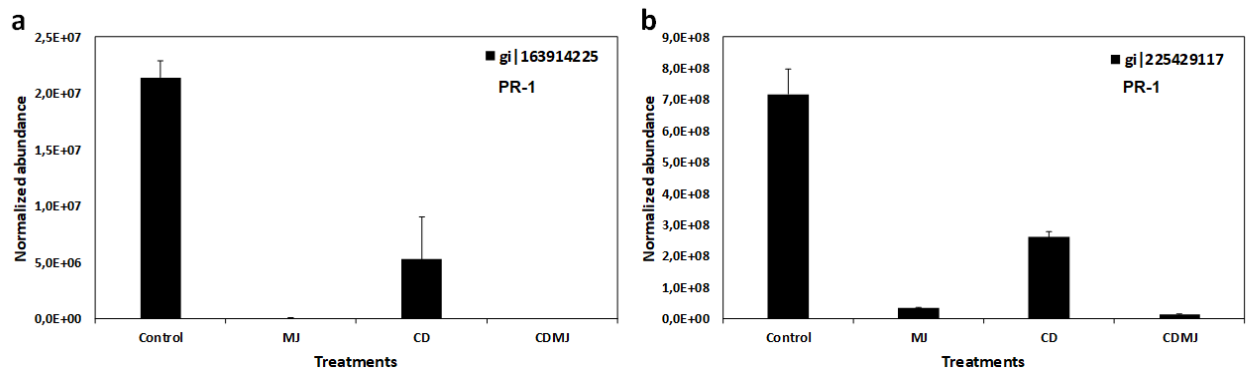 a
2,5E+07
2,0E+07
1,5E+07
1,0E+07
5,0E+06
0,0E+00
Normalized abundance
gi|163914225
PR-1
Control MJ CD CDMJ
Treatments
b
9,0E+08
8,0E+08
7,0E+08
6,0E+08
5,0E+08
4,0E+08
3,0E+08
2,0E+08
1,0E+08
0,0E+00
Normalized abundance
gi|225429117
PR-1
Control MJ CD CDMJ
Treatments